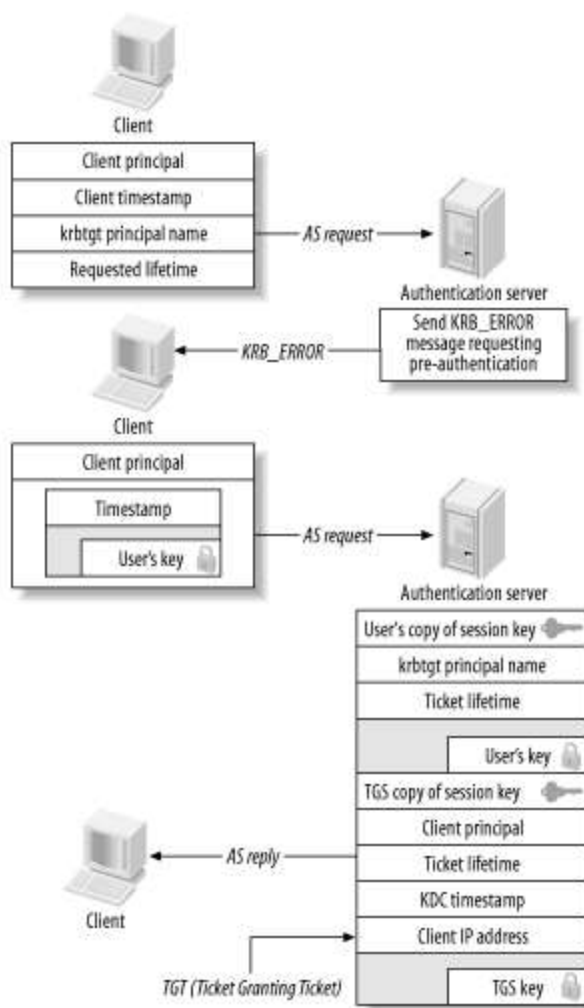 Client
Client principal
Client timestamp
krbtgt principal name
Requested lifetime
AS request
Authentication server
Send KRB_ERROR
message requesting
pre-authentication
KRB_ERROR
Client
Client principal
Timestamp
User's key
AS request
Authentication server
User's copy of session key
krbtgt principal name
Ticket lifetime
User's key
TGS copy of session key
Client principal
Ticket lifetime
KDC timestamp
Client IP address
TGS key
AS reply
Client
TGT (Ticket Granting Ticket)